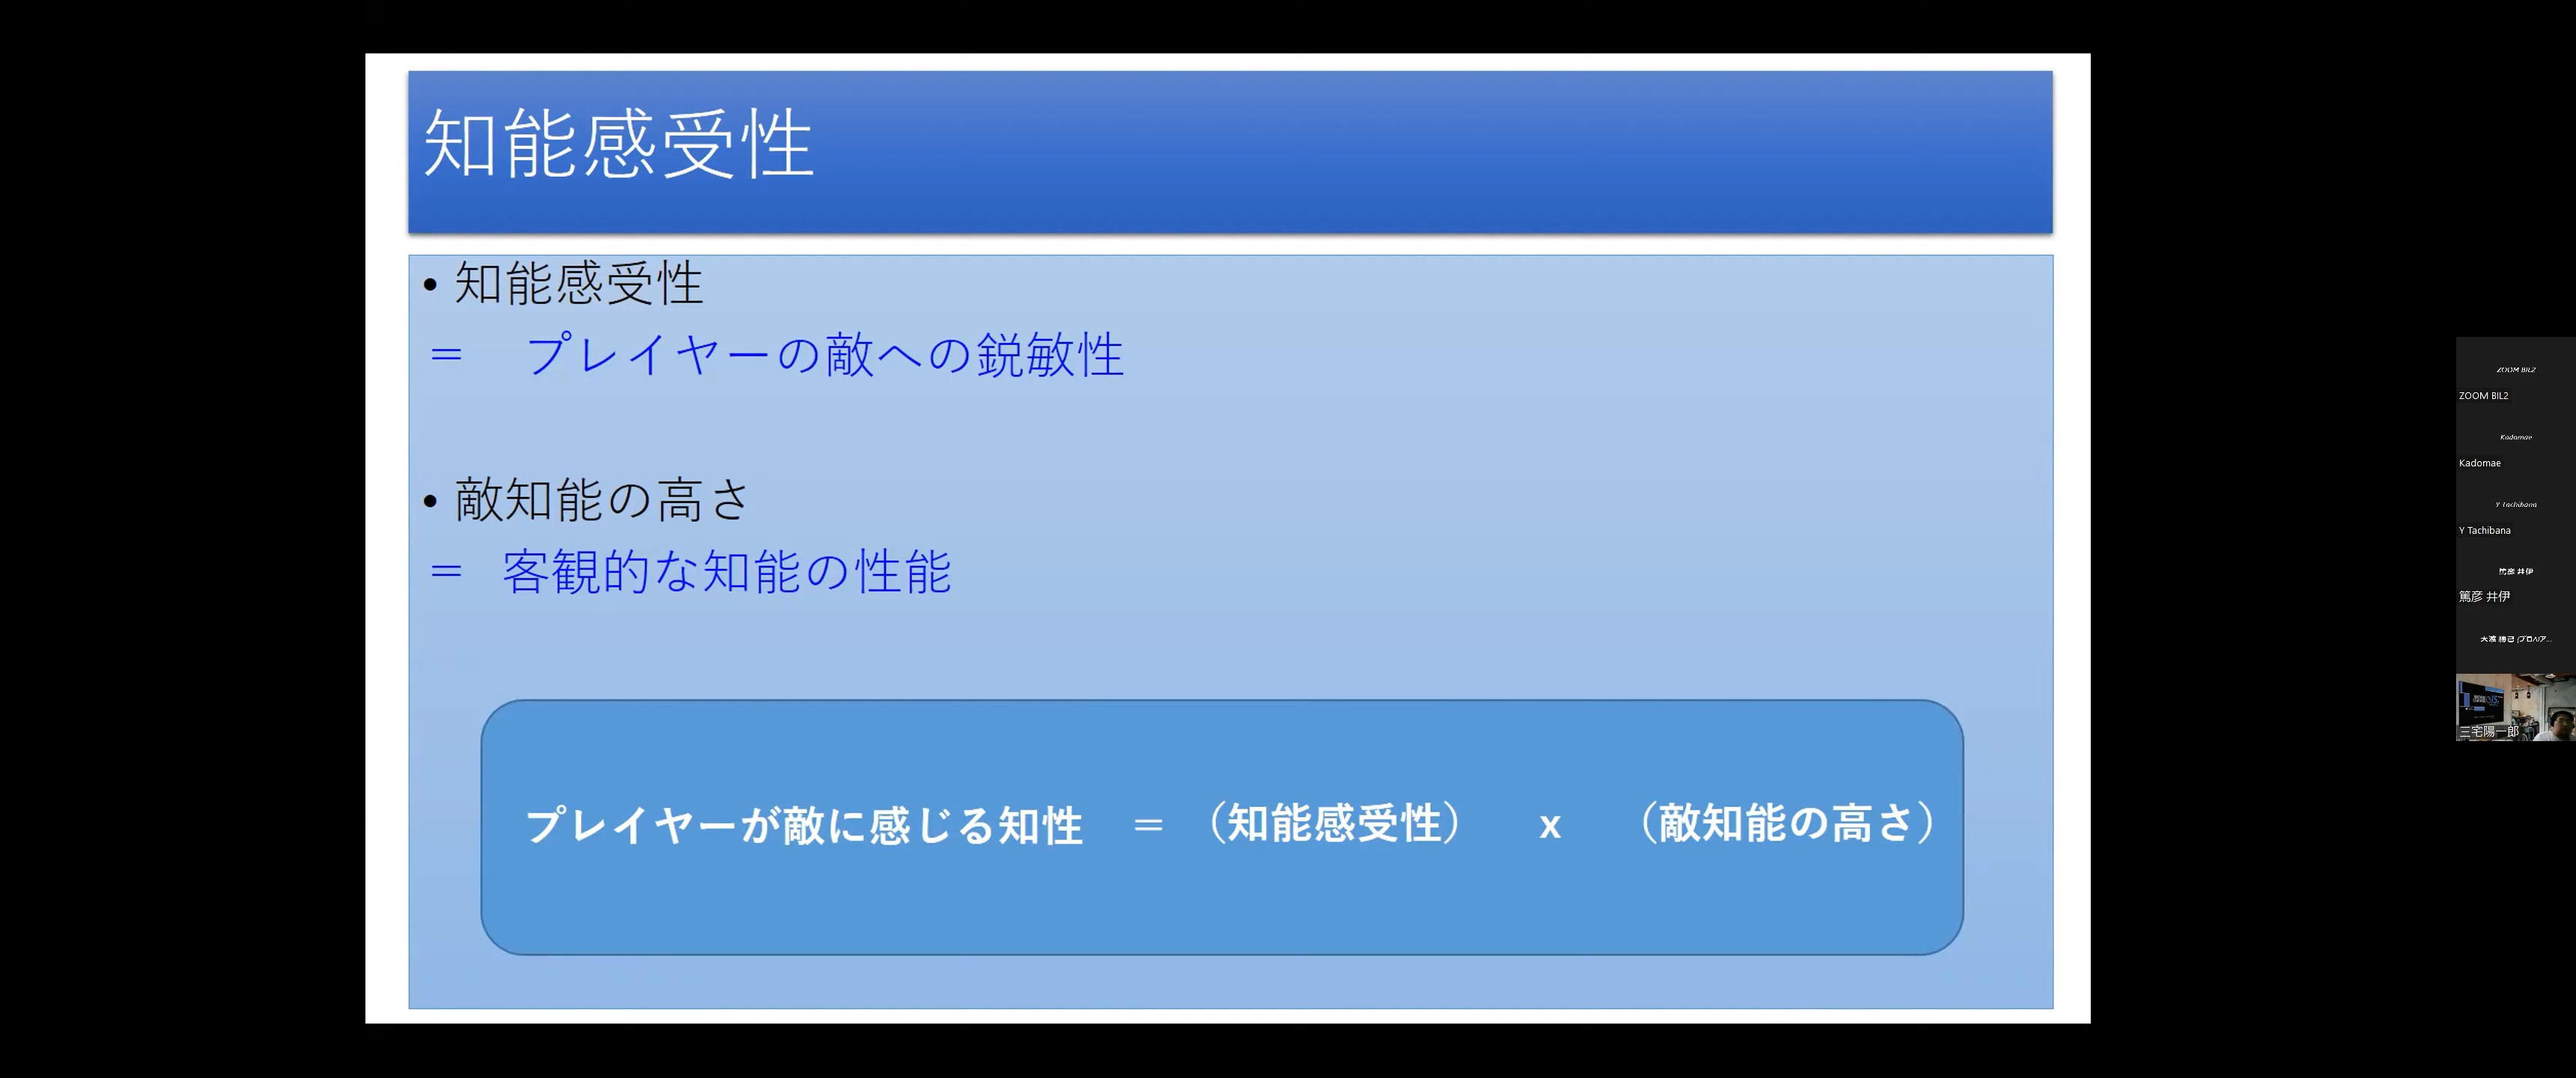 知能感受性
• 知能感受性
＝　プレイヤーの敵への鋭敏性
• 敵知能の高さ
＝ 客観的な知能の性能
プレイヤーが敵に感じる知性 ＝ （知能感受性） x （敵知能の高さ）
ZOOM BIL2
ZOOM BIL2
Kadomae
Kadomae
Y Tachibana
Y Tachibana
篤彦 井伊
篤彦 井伊
三宅陽一郎